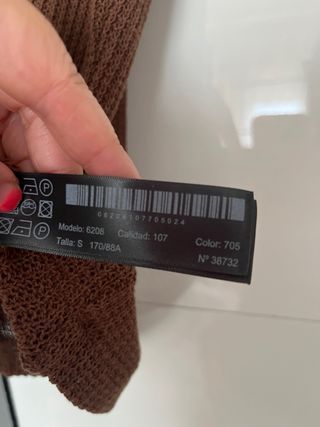 P
P
06208107705024
Modelo: 6208 Calidad: 107 Color: 705
Talla: S 170/88A Nº 38732